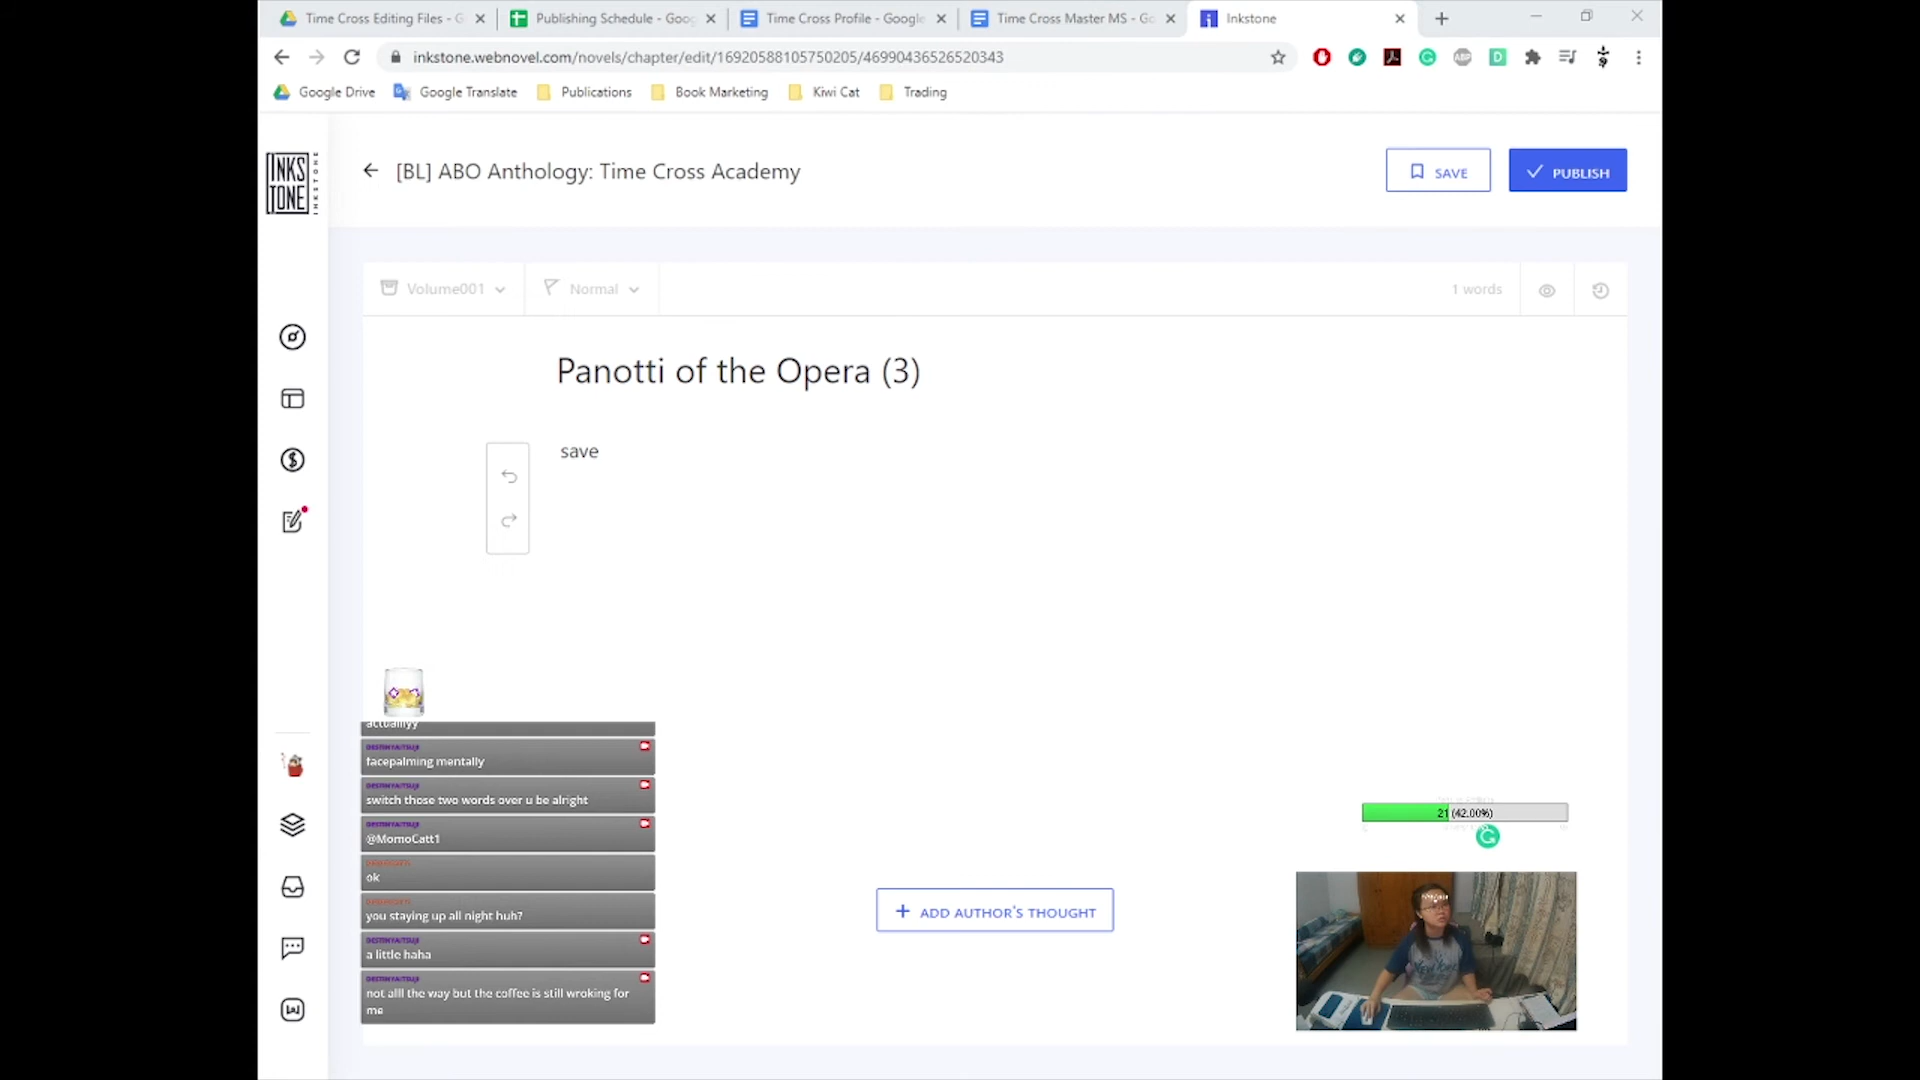 Time Cross Editing Files - G
Publishing Schedule - Goog
Time Cross Profile - Google
Time Cross Master MS - Go
Inkstone
inkstone.webnovel.com/novels/chapter/edit/16920588105750205/46990436526520343
Google Drive
Google Translate
Publications
Book Marketing
Kiwi Cat
Trading
INKS
TONE
INKSTONE
[BL] ABO Anthology: Time Cross Academy
SAVE
PUBLISH
Volume001
Normal
1 words
Panotti of the Opera (3)
save
actuallyy
DESTINYAITSUJI
facepalming mentally
DESTINYAITSUJI
switch those two words over u be alright
DESTINYAITSUJI
@MomoCatt1
ok
you staying up all night huh?
DESTINYAITSUJI
a little haha
DESTINYAITSUJI
not alll the way but the coffee is still wroking for
me
21 (42.00%)
ADD AUTHOR'S THOUGHT